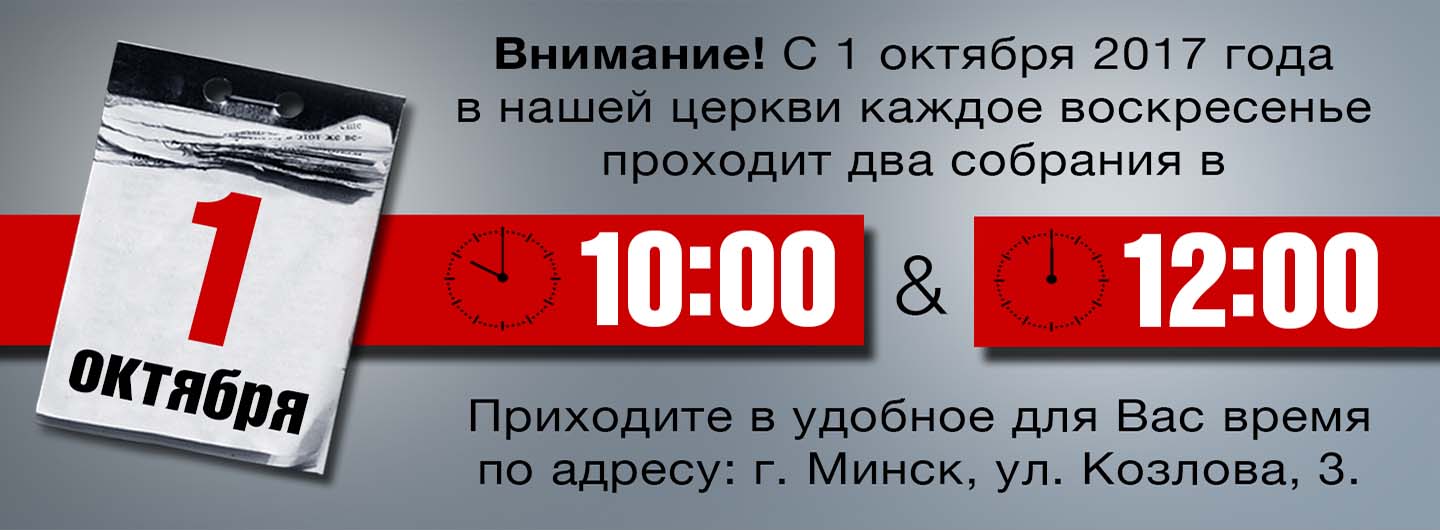 Внимание! С 1 октября 2017 года
в нашей церкви каждое воскресенье
проходит два собрания в
1
октября
10:00 & 12:00
Приходите в удобное для Вас время
по адресу: г. Минск, ул. Козлова, 3.